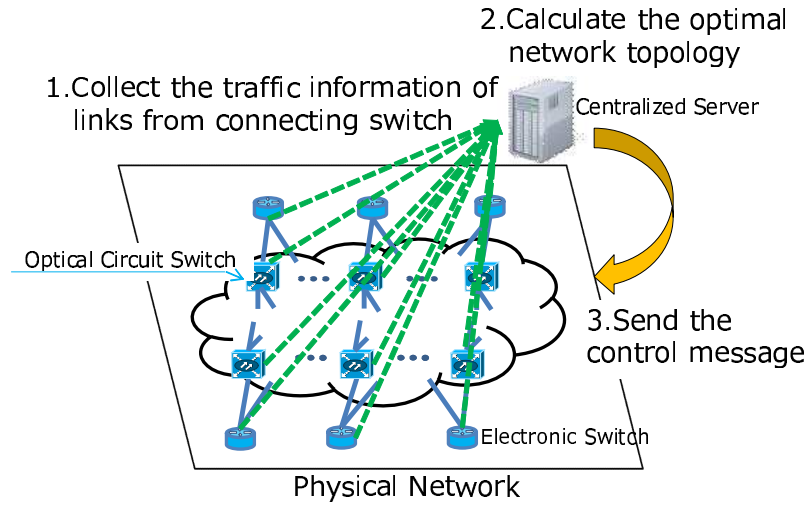 2.Calculate the optimal
network topology
1.Collect the traffic information of
links from connecting switch
Centralized Server
Optical Circuit Switch
3.Send the
control message
Electronic Switch
Physical Network